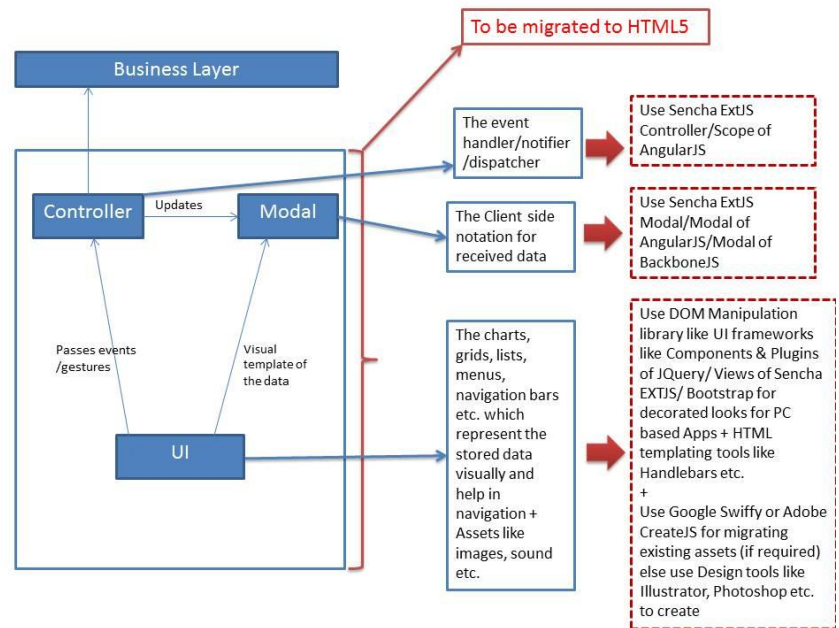 To be migrated to HTML5
Business Layer
Controller
Updates
Modal
Passes events
/gestures
Visual
template of
the data
UI
The event
handler/notifier
/dispatcher
Use Sencha ExtJS
Controller/Scope of
AngularJS
The Client side
notation for
received data
Use Sencha ExtJS
Modal/Modal of
AngularJS/Modal of
BackboneJS
The charts,
grids, lists,
menus,
navigation bars
etc. which
represent the
stored data
visually and
help in
navigation +
Assets like
images, sound
etc.
Use DOM Manipulation
library like UI frameworks
like Components & Plugins
of JQuery/ Views of Sencha
EXTJS/ Bootstrap for
decorated looks for PC
based Apps + HTML
templating tools like
Handlebars etc.
+
Use Google Swiffy or Adobe
CreateJS for migrating
existing assets (if required)
else use Design tools like
Illustrator, Photoshop etc.
to create